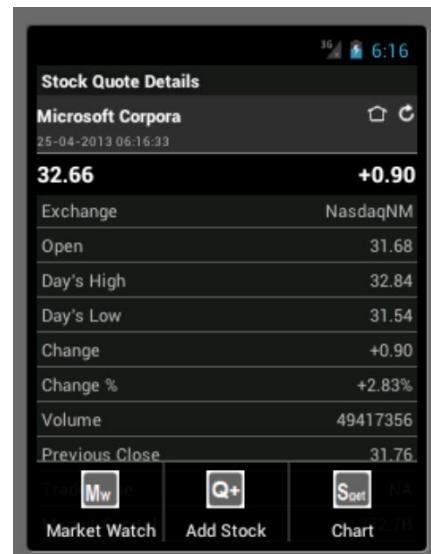 3G 6:16
Stock Quote Details
Microsoft Corpora
25-04-2013 06:16:33
32.66 +0.90
Exchange NasdaqNM
Open 31.68
Day's High 32.84
Day's Low 31.54
Change +0.90
Change % +2.83%
Volume 49417356
Previous Close 31.76
NA
Mw Q+ Sqet
Market Watch Add Stock Chart